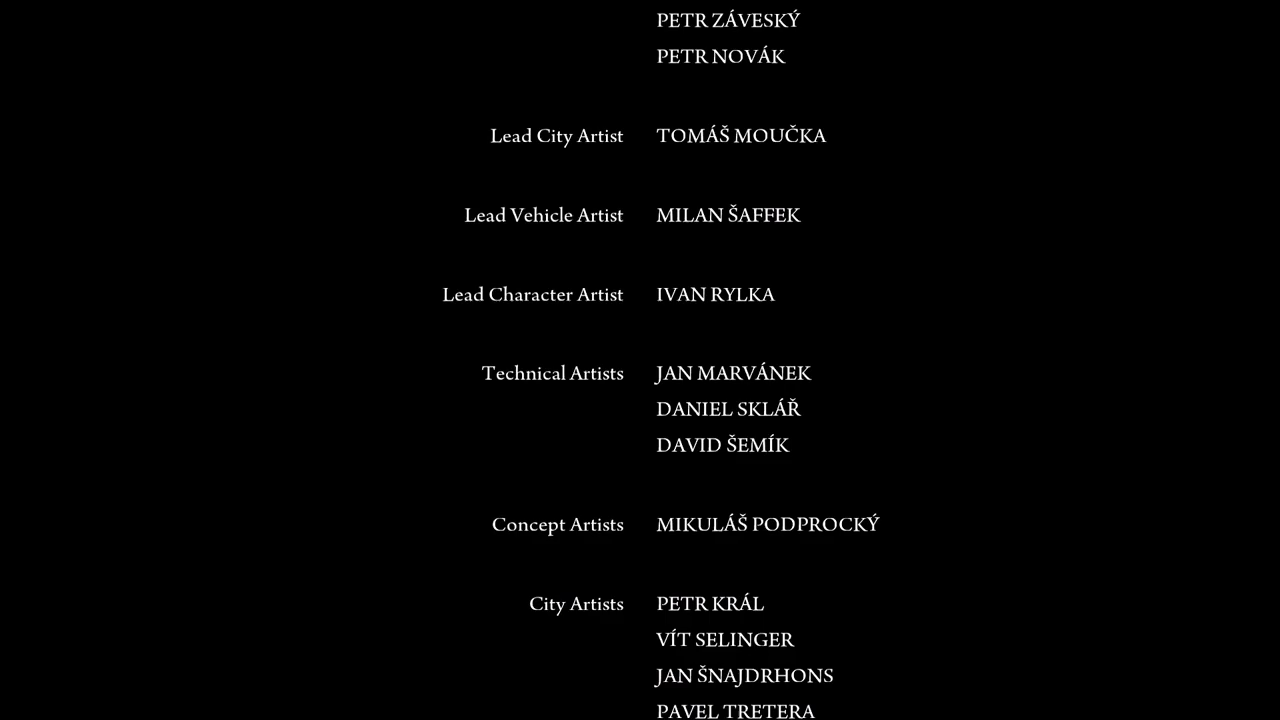 PETR ZÁVESKÝ
PETR NOVÁK
Lead City Artist TOMÁŠ MOUČKA
Lead Vehicle Artist MILAN ŠAFFEK
Lead Character Artist IVAN RYLKA
Technical Artists JAN MARVÁNEK
DANIEL SKLÁŘ
DAVID ŠEMÍK
Concept Artists MIKULÁŠ PODPROCKÝ
City Artists PETR KRÁL
VÍT SELINGER
JAN ŠNAJDRHONS
PAVEL TRETERA